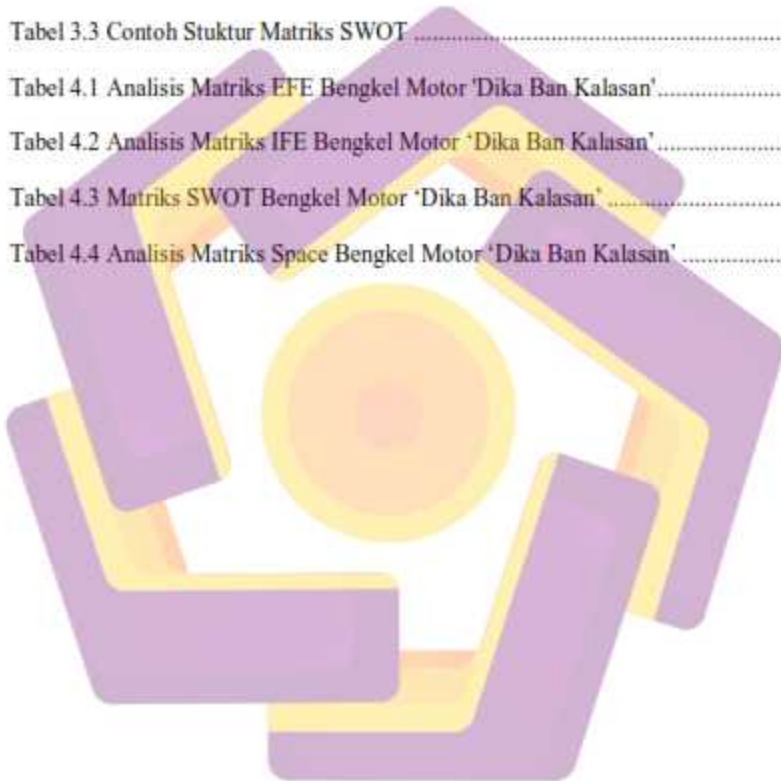 Tabel 3.3 Contoh Stuktur Matriks SWOT ..........................................................
Tabel 4.1 Analisis Matriks EFE Bengkel Motor 'Dika Ban Kalasan'....................
Tabel 4.2 Analisis Matriks IFE Bengkel Motor ‘Dika Ban Kalasan’....................
Tabel 4.3 Matriks SWOT Bengkel Motor ‘Dika Ban Kalasan’ ............................
Tabel 4.4 Analisis Matriks Space Bengkel Motor ‘Dika Ban Kalasan’ ................